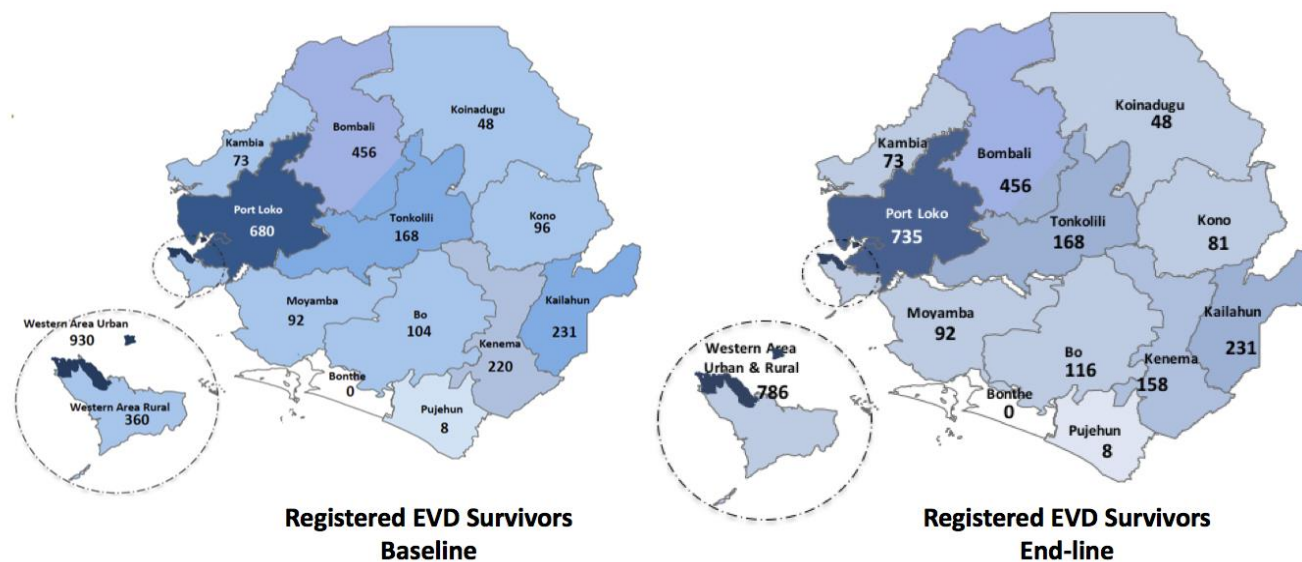 Koinadugu
48
Bombali
456
Kambia
73
Port Loko
680
Tonkolili
168
Kono
96
Moyamba
92
Bo
104
Kailahun
231
Kenema
220
Bonthe
0
Pujehun
8
Western Area Urban
930
Western Area Rural
360
Registered EVD Survivors
Baseline
Koinadugu
48
Kambia
73
Bombali
456
Port Loko
735
Tonkolili
168
Kono
81
Moyamba
92
Bo
116
Kailahun
231
Kenema
158
Bonthe
0
Pujehun
8
Western Area
Urban & Rural
786
Registered EVD Survivors
End-line